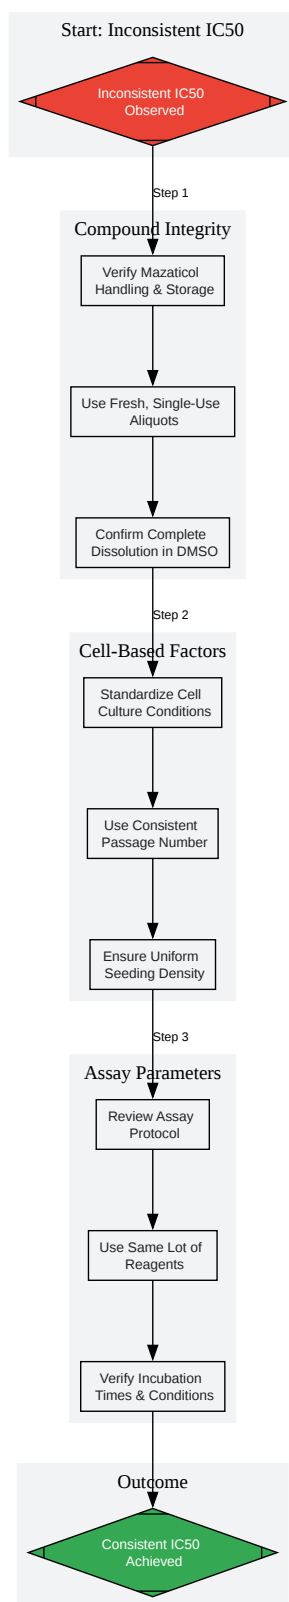 Start: Inconsistent IC50
Inconsistent IC50
Observed
Step 1
Compound Integrity
Verify Mazaticol
Handling & Storage
Use Fresh, Single-Use
Aliquots
Confirm Complete
Dissolution in DMSO
Step 2
Cell-Based Factors
Standardize Cell
Culture Conditions
Use Consistent
Passage Number
Ensure Uniform
Seeding Density
Step 3
Assay Parameters
Review Assay
Protocol
Use Same Lot of
Reagents
Verify Incubation
Times & Conditions
Outcome
Consistent IC50
Achieved